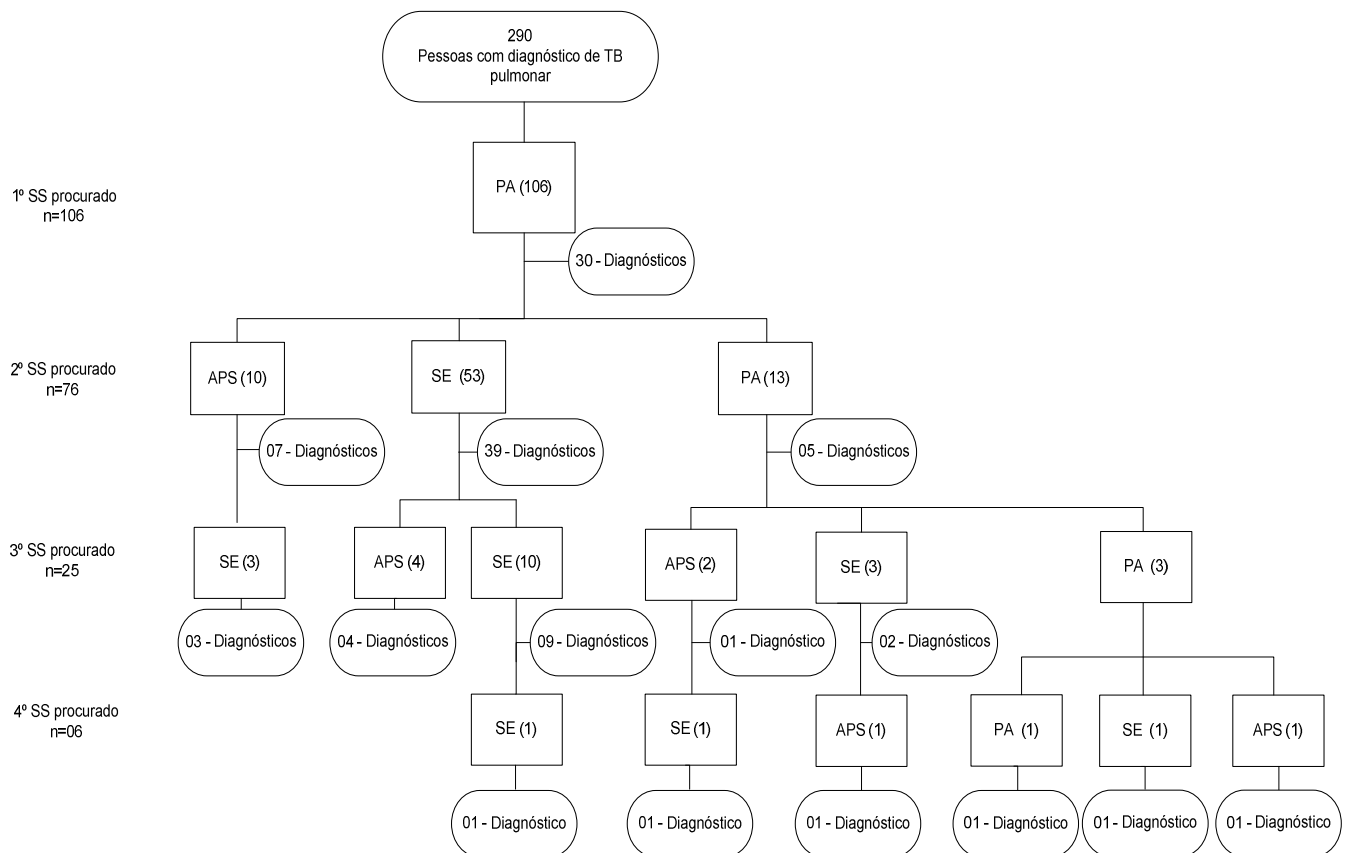 290
Pessoas com diagnóstico de TB
pulmonar
1º SS procurado
n=106
PA (106)
30 - Diagnósticos
2º SS procurado
n=76
APS (10)
SE (53)
PA (13)
07 - Diagnósticos
39 - Diagnósticos
05 - Diagnósticos
3º SS procurado
n=25
SE (3)
APS (4)
SE (10)
APS (2)
SE (3)
PA (3)
03 - Diagnósticos
04 - Diagnósticos
09 - Diagnósticos
01 - Diagnóstico
02 - Diagnósticos
4º SS procurado
n=06
SE (1)
SE (1)
APS (1)
PA (1)
SE (1)
APS (1)
01 - Diagnóstico
01 - Diagnóstico
01 - Diagnóstico
01 - Diagnóstico
01 - Diagnóstico
01 - Diagnóstico